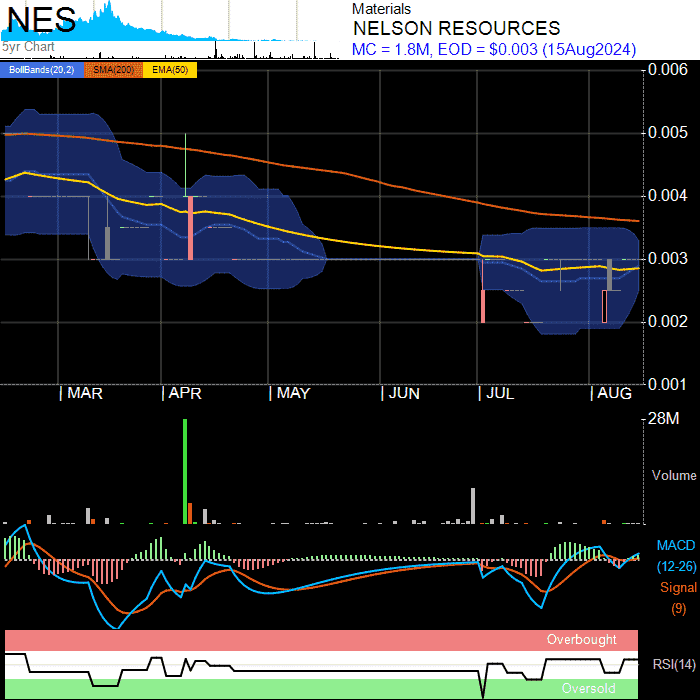 NES
5yr Chart
Materials
NELSON RESOURCES
MC = 1.8M, EOD = $0.003 (15Aug2024)
BollBands(20,2) SMA(200) EMA(50)
0.006
0.005
0.004
0.003
0.002
0.001
MAR APR MAY JUN JUL AUG
28M
Volume
MACD
(12-26)
Signal
(9)
Overbought
RSI(14)
Oversold